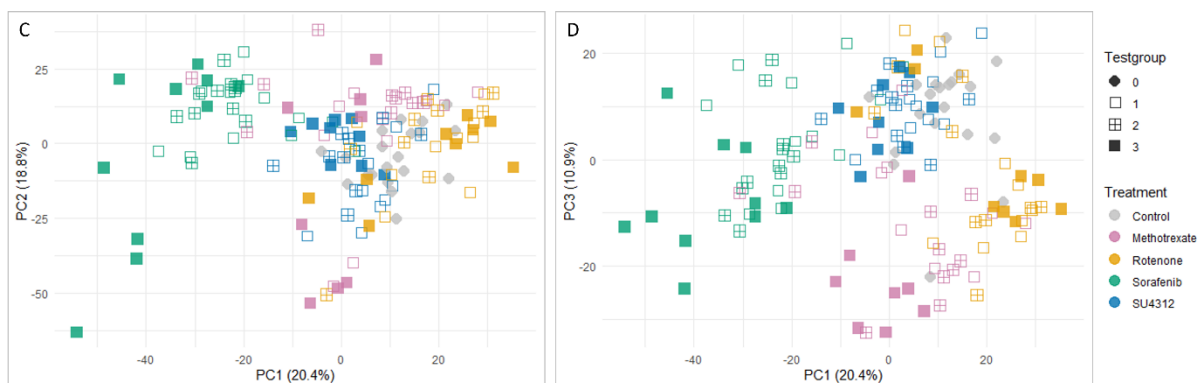 C
PC2 (18.8%)
25
0
-25
-50
-40
-20
0
20
PC1 (20.4%)
D
PC3 (10.9%)
20
0
-20
-40
-20
0
20
PC1 (20.4%)
Testgroup
0
1
2
3
Treatment
Control
Methotrexate
Rotenone
Sorafenib
SU4312